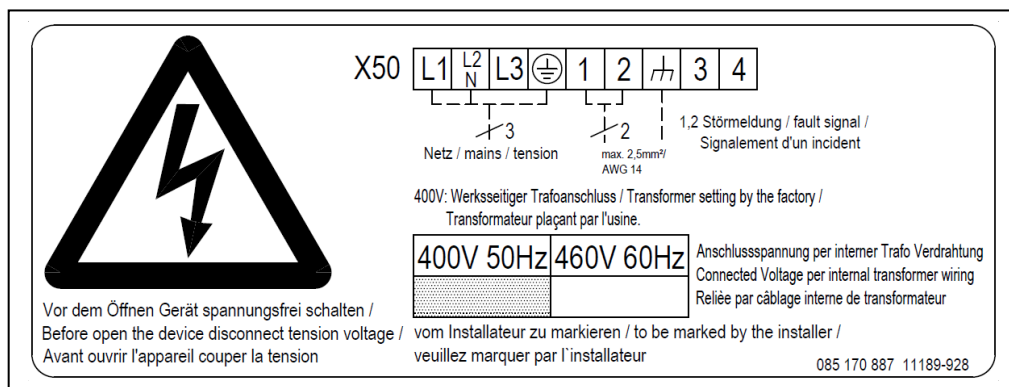 X50 L1 L2 N L3 1 2 3 4
3
2
Netz / mains / tension
max. 2,5mm²/
AWG 14
1,2 Störmeldung / fault signal /
Signalement d'un incident
400V: Werksseitiger Trafoanschluss / Transformer setting by the factory /
Transformateur plaçant par l'usine.
400V 50Hz 460V 60Hz
Anschlussspannung per interner Trafo Verdrahtung
Connected Voltage per internal transformer wiring
Relièe par câblage interne de transformateur
Vor dem Öffnen Gerät spannungsfrei schalten /
Before open the device disconnect tension voltage /
Avant ouvrir l'appareil couper la tension
vom Installateur zu markieren / to be marked by the installer /
veuillez marquer par l`installateur
085 170 887 11189-928